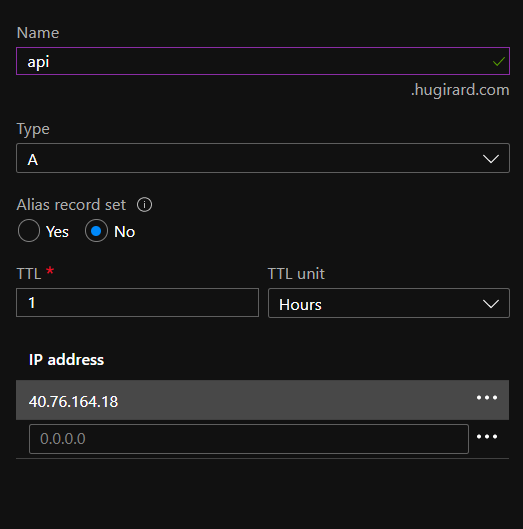 Name
api
.hugirard.com
Type
A
Alias record set
Yes No
TTL * TTL unit
1 Hours
IP address
40.76.164.18
0.0.0.0